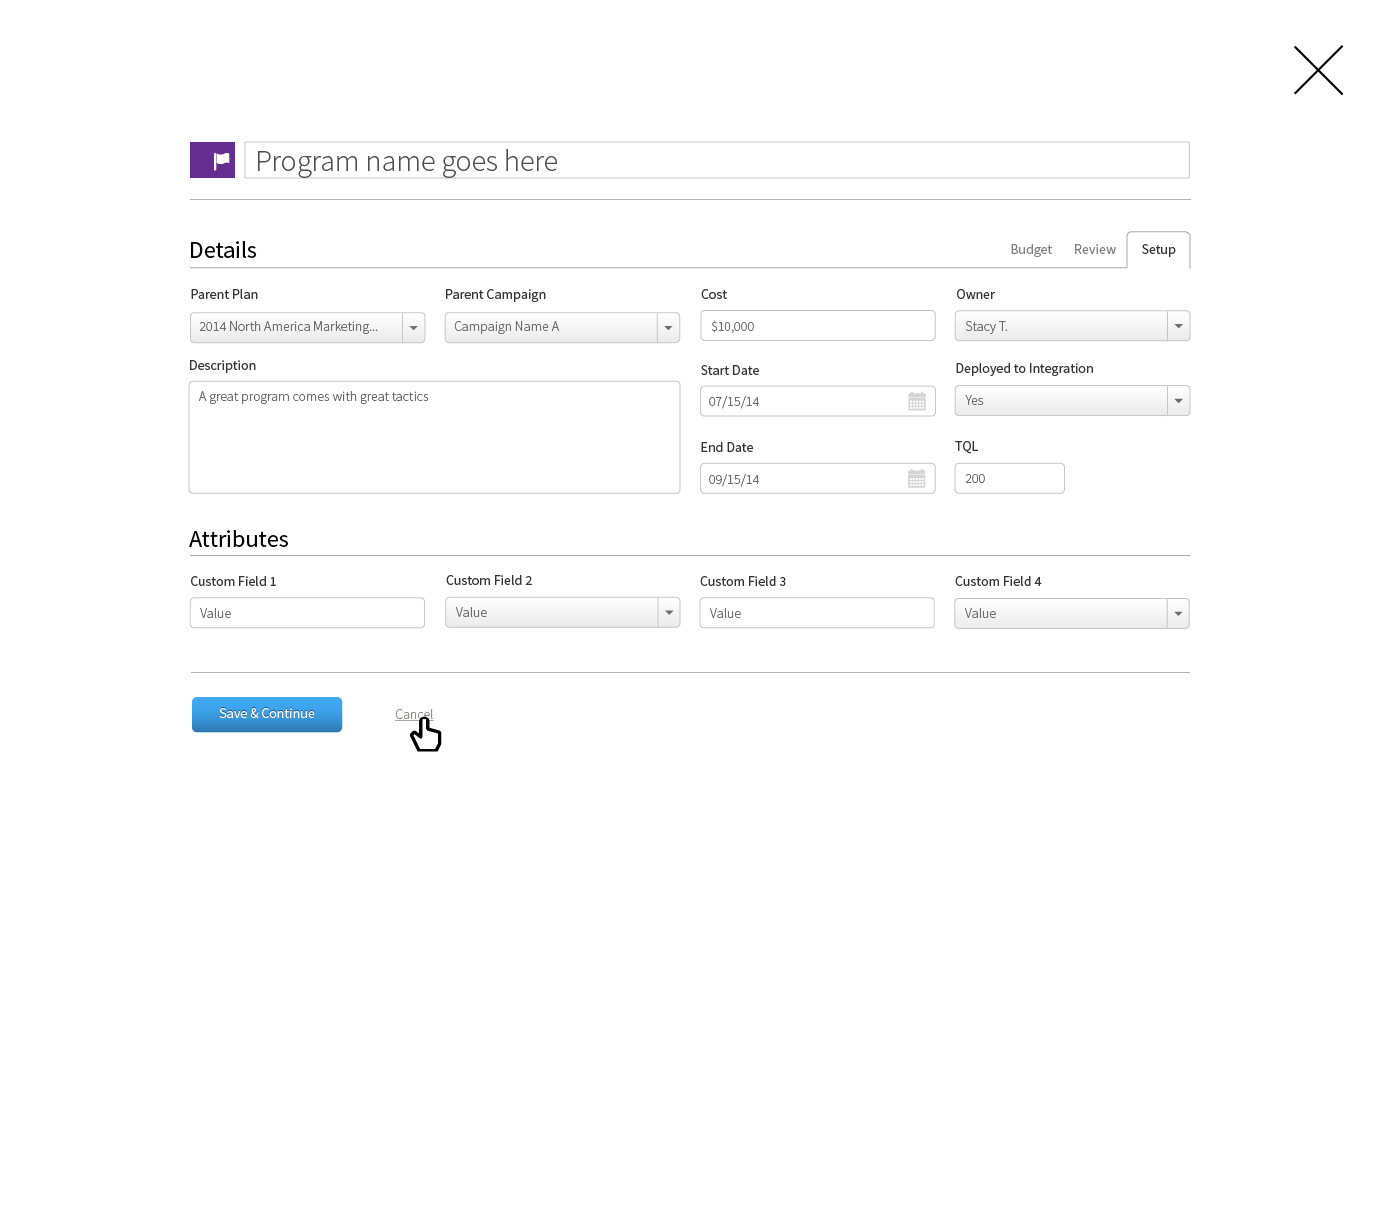 Program name goes here
Details
Budget
Review
Setup
Parent Plan
Parent Campaign
Cost
Owner
2014 North America Marketing...
Campaign Name A
$10,000
Stacy T.
Description
Start Date
Deployed to Integration
A great program comes with great tactics
07/15/14
Yes
End Date
TQL
09/15/14
200
Attributes
Custom Field 1
Custom Field 2
Custom Field 3
Custom Field 4
Value
Value
Value
Value
Save & Continue
Cancel